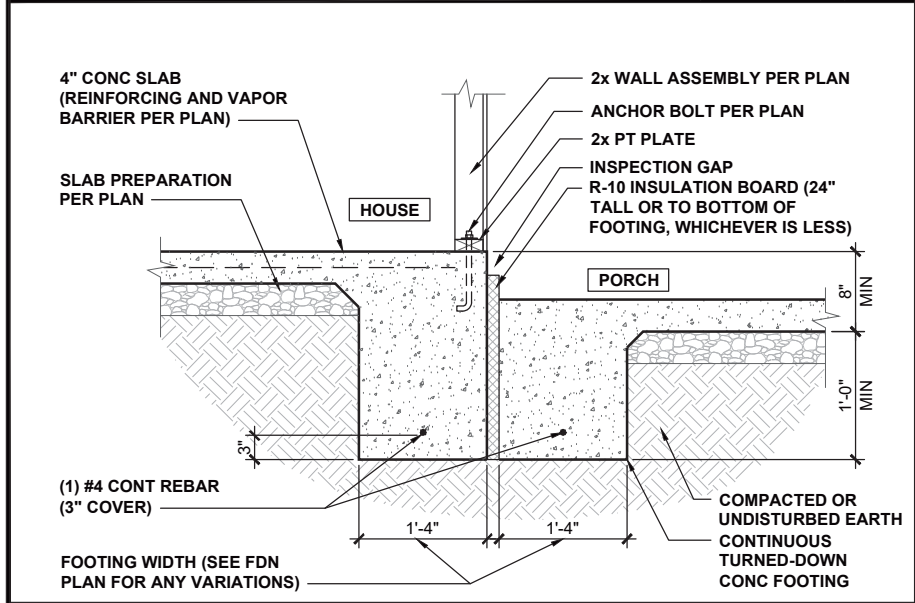 4" CONC SLAB
(REINFORCING AND VAPOR
BARRIER PER PLAN)
SLAB PREPARATION
PER PLAN
HOUSE
2x WALL ASSEMBLY PER PLAN
ANCHOR BOLT PER PLAN
2x PT PLATE
INSPECTION GAP
R-10 INSULATION BOARD (24"
TALL OR TO BOTTOM OF
FOOTING, WHICHEVER IS LESS)
PORCH
8"
MIN
1'-0"
MIN
3"
(1) #4 CONT REBAR
(3" COVER)
1'-4"
1'-4"
FOOTING WIDTH (SEE FDN
PLAN FOR ANY VARIATIONS)
COMPACTED OR
UNDISTURBED EARTH
CONTINUOUS
TURNED-DOWN
CONC FOOTING